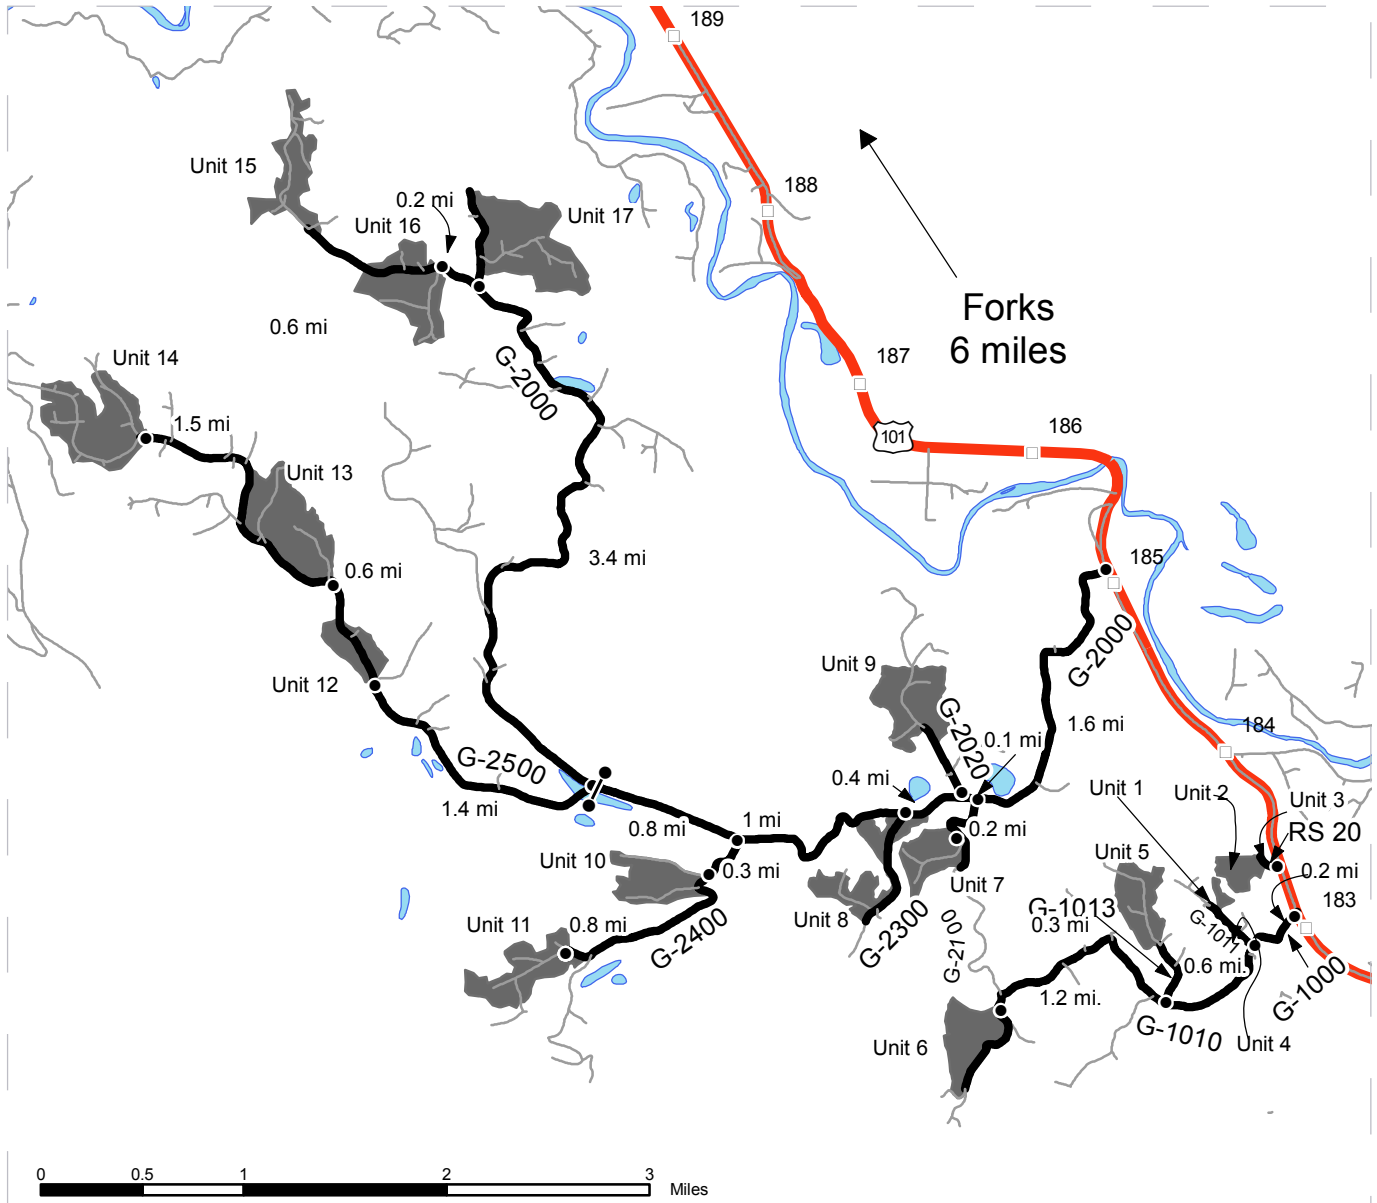 189
188
Unit 15
0.2 mi
Unit 16
Unit 17
Forks
6 miles
0.6 mi
187
Unit 14
G-2000
1.5 mi
186
101
Unit 13
3.4 mi
185
0.6 mi
G-2000
Unit 9
Unit 12
G-2020
1.6 mi
184
0.1 mi
G-2500
0.4 mi
Unit 1
Unit 2
Unit 3
1.4 mi
0.8 mi
1 mi
0.2 mi
RS 20
Unit 10
0.3 mi
Unit 5
0.2 mi
Unit 7
183
Unit 11
0.8 mi
Unit 8
G-1013
0.3 mi
G-2400
G-2300
G-2100
G-1011
0.6 mi.
1.2 mi.
G-1000
Unit 6
G-1010
Unit 4
0
0.5
1
2
3
Miles